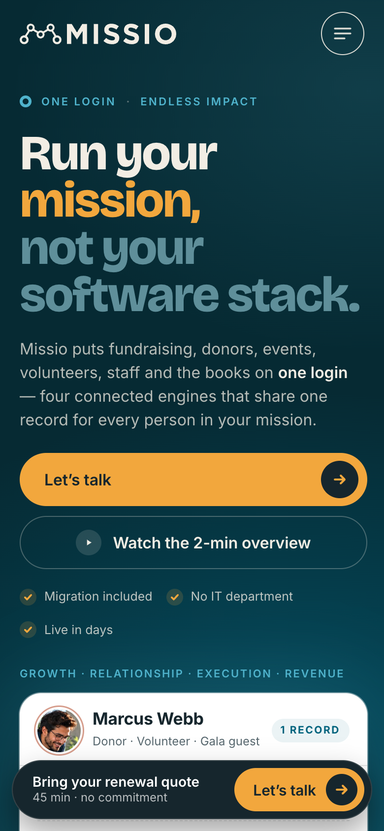 MISSIO
ONE LOGIN · ENDLESS IMPACT
Run your
mission,
not your
software stack.
Missio puts fundraising, donors, events,
volunteers, staff and the books on one login
— four connected engines that share one
record for every person in your mission.
Let’s talk
Watch the 2-min overview
Migration included
No IT department
Live in days
GROWTH · RELATIONSHIP · EXECUTION · REVENUE
Marcus Webb
Donor · Volunteer · Gala guest
1 RECORD
Bring your renewal quote
45 min · no commitment
Let’s talk